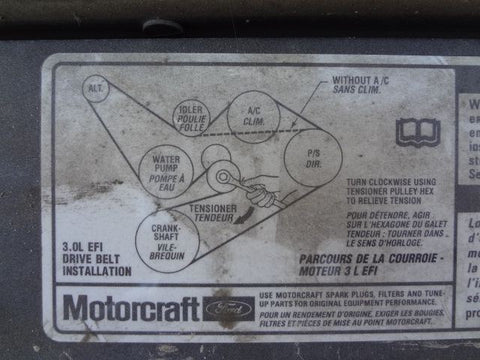 ALT.
IDLER
POULIE
FOLLE
A/C
CLIM.
WITHOUT A/C
SANS CLIM.
WATER
PUMP
POMPE À
EAU
P/S
DIR.
TENSIONER
TENDEUR
CRANK-
SHAFT
VILE-
BREQUIN
TURN CLOCKWISE USING
TENSIONER PULLEY HEX
TO RELIEVE TENSION
POUR DÉTENDRE, AGIR
SUR L'HEXAGONE DU GALET
TENDEUR : TOURNER DANS
LE SENS D'HORLOGE.
3.0L EFI
DRIVE BELT
INSTALLATION
PARCOURS DE LA COURROIE -
MOTEUR 3 L EFI
Motorcraft
Ford
USE MOTORCRAFT SPARK PLUGS, FILTERS AND TUNE-
UP PARTS FOR ORIGINAL EQUIPMENT PERFORMANCE.
POUR UN RENDEMENT D'ORIGINE, EXIGER LES BOUGIES,
FILTRES ET PIÈCES DE MISE AU POINT MOTORCRAFT.